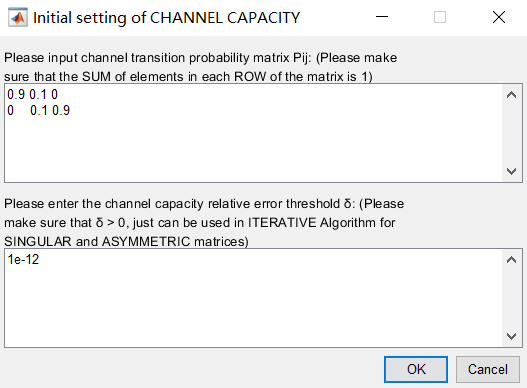 Initial setting of CHANNEL CAPACITY
Please input channel transition probability matrix Pij: (Please make
sure that the SUM of elements in each ROW of the matrix is 1)
0.9 0.1 0
0 0.1 0.9
Please enter the channel capacity relative error threshold δ: (Please
make sure that δ > 0, just can be used in ITERATIVE Algorithm for
SINGULAR and ASYMMETRIC matrices)
1e-12
OK Cancel